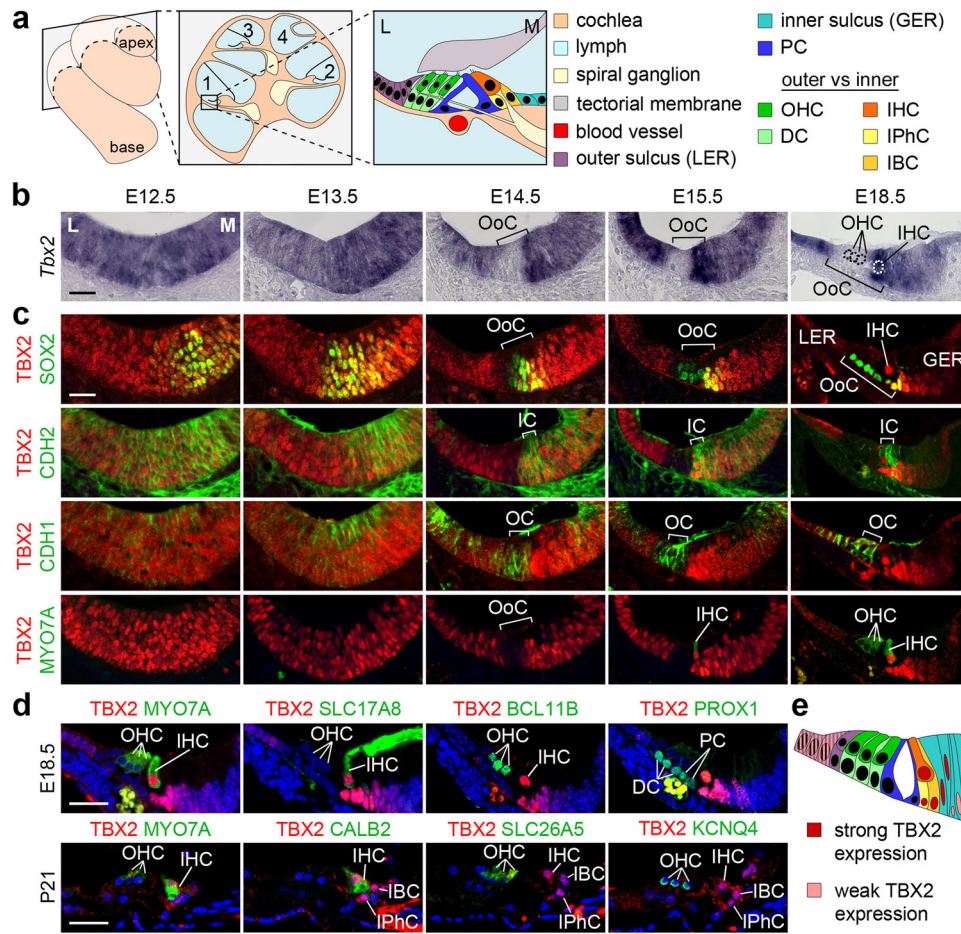 a
apex
base
3
4
1
2
L
M
cochlea
lymph
spiral ganglion
tectorial membrane
blood vessel
outer sulcus (LER)
inner sulcus (GER)
PC
outer vs inner
OHC
IHC
DC
IPhC
IBC
b
E12.5
E13.5
E14.5
E15.5
E18.5
Tbx2
L
M
OoC
OoC
OHC
IHC
OoC
c
TBX2
SOX2
OoC
OoC
LER
IHC
GER
OoC
TBX2
CDH2
IC
IC
IC
TBX2
CDH1
OC
OC
OC
TBX2
MYO7A
OoC
IHC
OHC
IHC
d
E18.5
TBX2 MYO7A
TBX2 SLC17A8
TBX2 BCL11B
TBX2 PROX1
OHC
IHC
OHC
IHC
OHC
IHC
PC
DC
P21
TBX2 MYO7A
TBX2 CALB2
TBX2 SLC26A5
TBX2 KCNQ4
OHC
IHC
IHC
IBC
IPhC
OHC
IHC
IBC
IPhC
OHC
IHC
IBC
IPhC
e
strong TBX2
expression
weak TBX2
expression